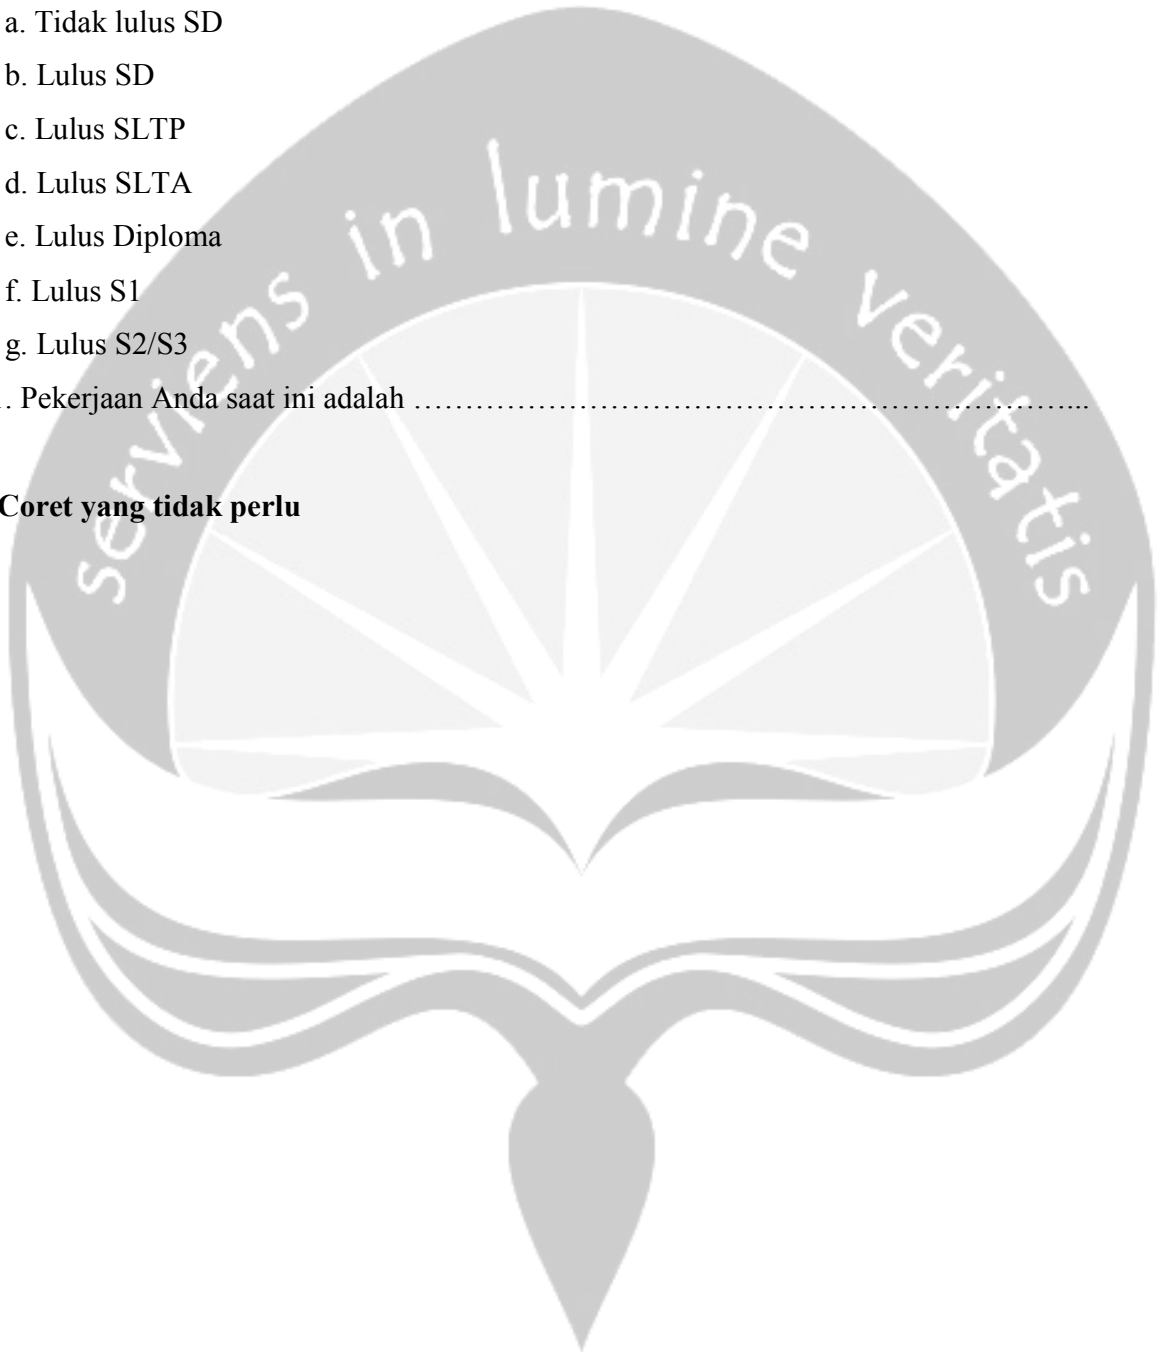 a. Tidak lulus SD
b. Lulus SD
c. Lulus SLTP
d. Lulus SLTA
e. Lulus Diploma
f. Lulus S1
g. Lulus S2/S3
. Pekerjaan Anda saat ini adalah …………………………………………………………...
Coret yang tidak perlu
serviens in lumine veritatis